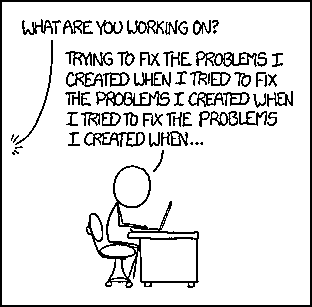 WHAT ARE YOU WORKING ON?
TRYING TO FIX THE PROBLEMS I
CREATED WHEN I TRIED TO FIX
THE PROBLEMS I CREATED WHEN
I TRIED TO FIX THE PROBLEMS
I CREATED WHEN...